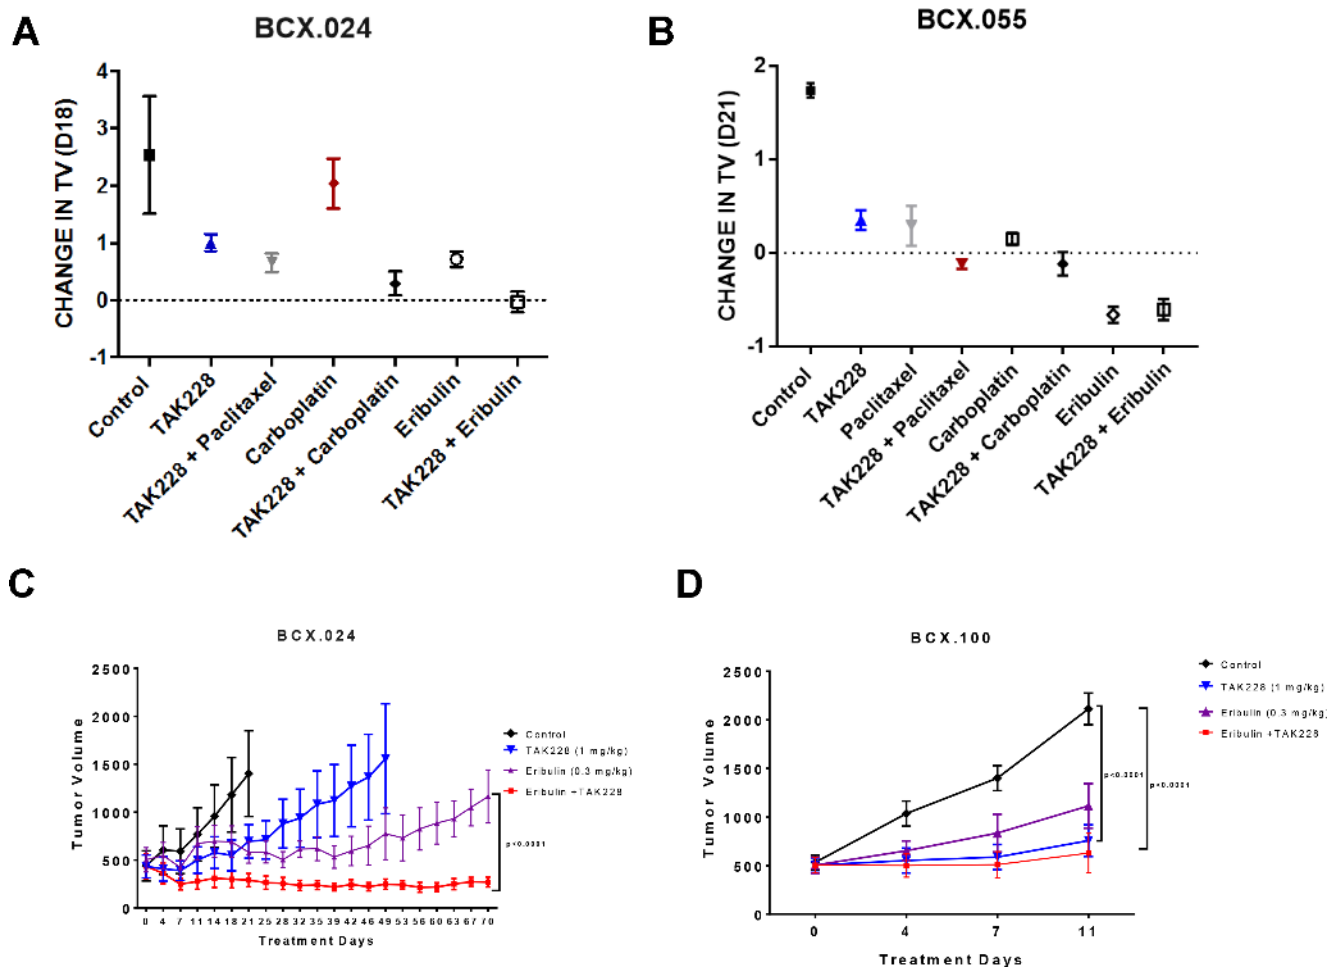 A
BCX.024
CHANGE IN TV (D18)
4
3
2
1
0
-1
Control
TAK228
TAK228 + Paclitaxel
Carboplatin
TAK228 + Carboplatin
Eribulin
TAK228 + Eribulin
B
BCX.055
CHANGE IN TV (D21)
2
1
0
-1
Control
TAK228
Paclitaxel
TAK228 + Paclitaxel
Carboplatin
TAK228 + Carboplatin
Eribulin
TAK228 + Eribulin
C
BCX.024
Tumor Volume
2500
2000
1500
1000
500
0
0 4 7 11 14 18 21 25 28 32 35 39 42 46 49 53 56 60 63 67 70
Treatment Days
Control
TAK228 (1 mg/kg)
Eribulin (0.3 mg/kg)
Eribulin +TAK228
p<0.0001
D
BCX.100
Tumor Volume
2500
2000
1500
1000
500
0
0 4 7 11
Treatment Days
Control
TAK228 (1 mg/kg)
Eribulin (0.3 mg/kg)
Eribulin +TAK228
p<0.0001
p<0.0001